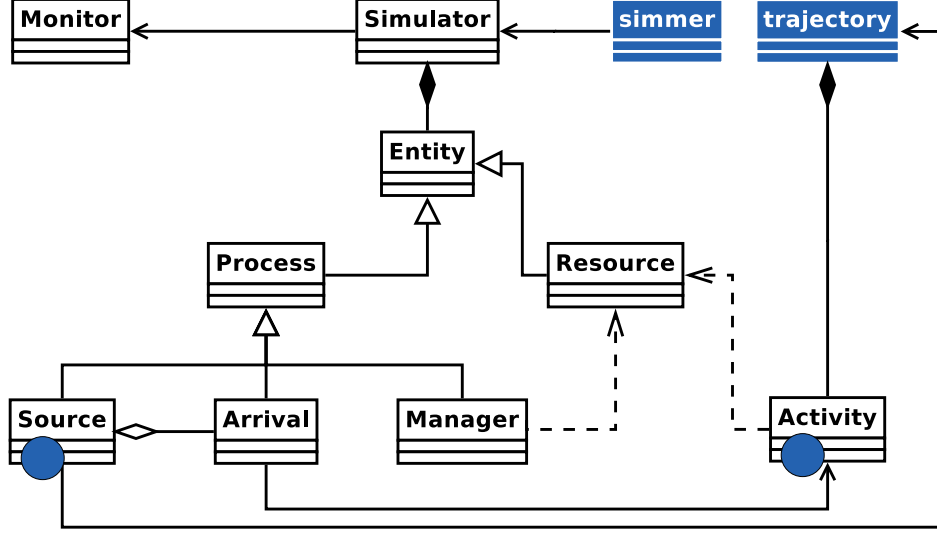 Monitor
Simulator
simmer
trajectory
Entity
Process
Resource
Source
Arrival
Manager
Activity